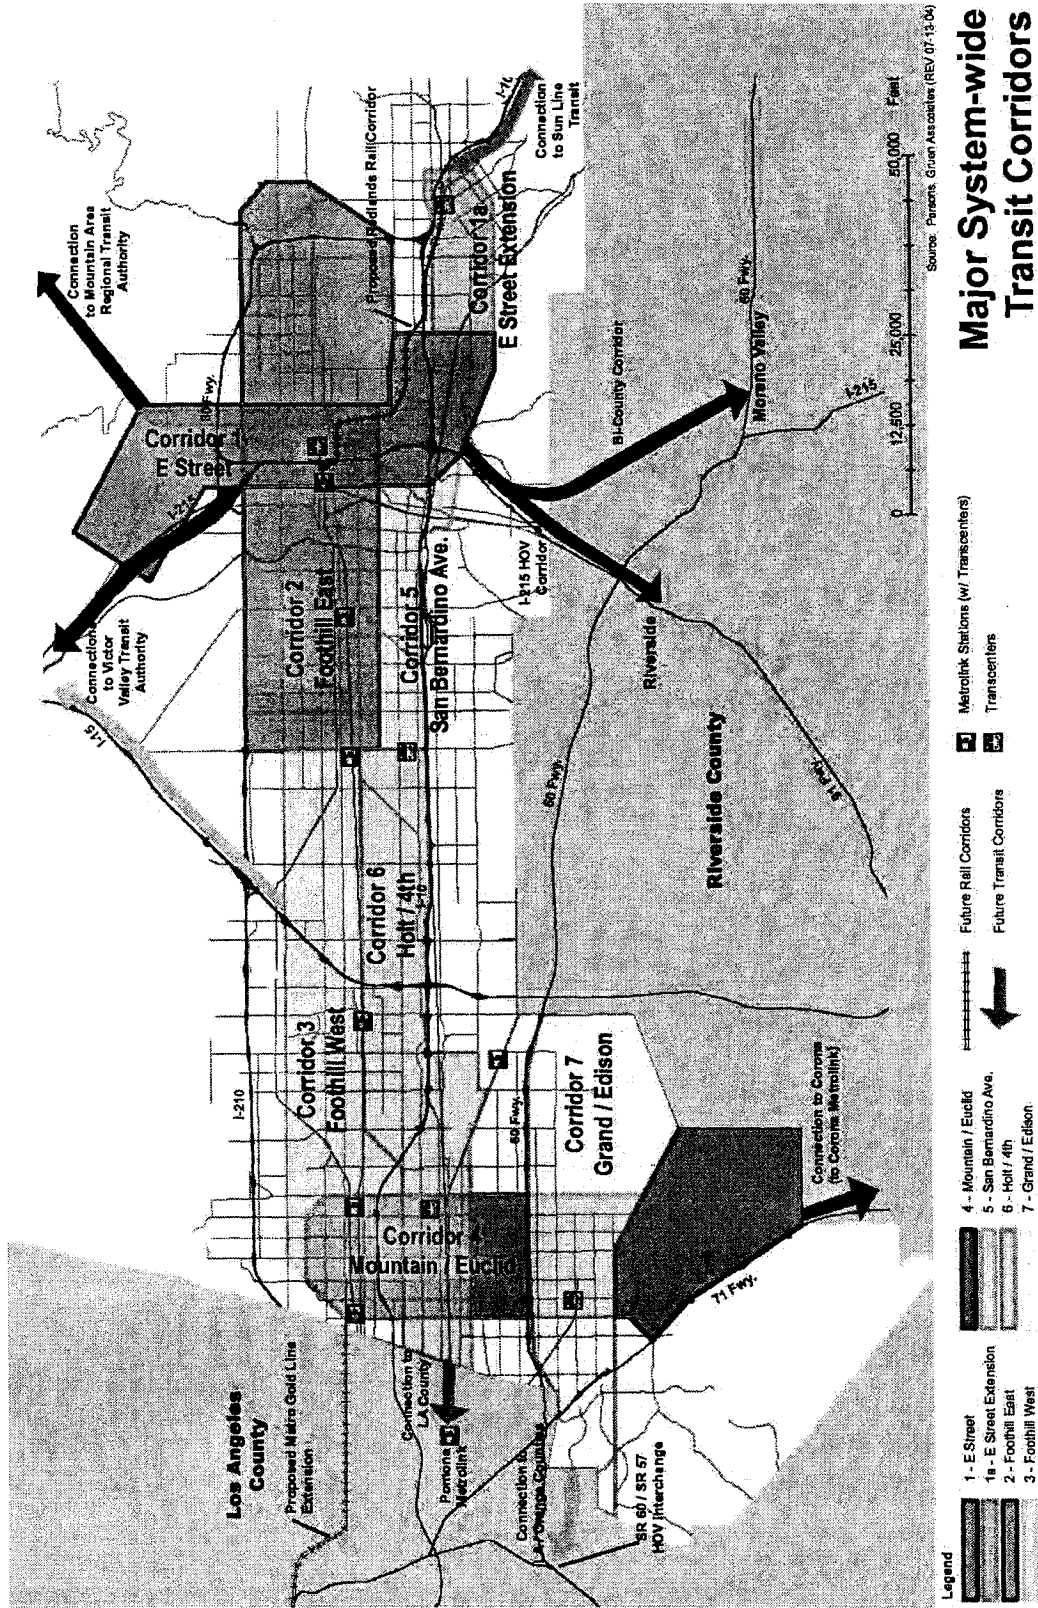 Major System-wide
Transit Corridors
Source: Parsons, Gruen Associates (REV 07-13-04)
Los Angeles
County
Proposed Metro Gold Line
Extension
Connection to
LA County
Pomona
Metrolink
Connection to
SR 60 / SR 57
HOV Interchange
I-210
Corridor 4
Mountain / Euclid
Corridor 3
Foothill West
Corridor 6
Holt / 4th
I-10
Corridor 7
Grand / Edison
60 Fwy.
71 Fwy.
Connection to Corona
(to Corona Metrolink)
I-15
Connection
to Victor
Valley Transit
Authority
I-215
Corridor 2
Foothill East
Corridor 5
San Bernardino Ave.
Corridor 1
E Street
Connection
to Mountain Area
Regional Transit
Authority
Proposed Redlands Rail Corridor
Corridor 1a
E Street Extension
I-10
Connection
to Sun Line
Transit
I-215 HOV
Corridor
Bi-County Corridor
Riverside
Riverside County
60 Fwy.
91 Fwy.
60 Fwy.
Moreno Valley
I-215
0
12,500
25,000
50,000
Feet
Legend
1 - E Street
1a - E Street Extension
2 - Foothill East
3 - Foothill West
4 - Mountain / Euclid
5 - San Bernardino Ave.
6 - Holt / 4th
7 - Grand / Edison
Future Rail Corridors
Future Transit Corridors
Metrolink Stations (w/ Transcenters)
Transcenters